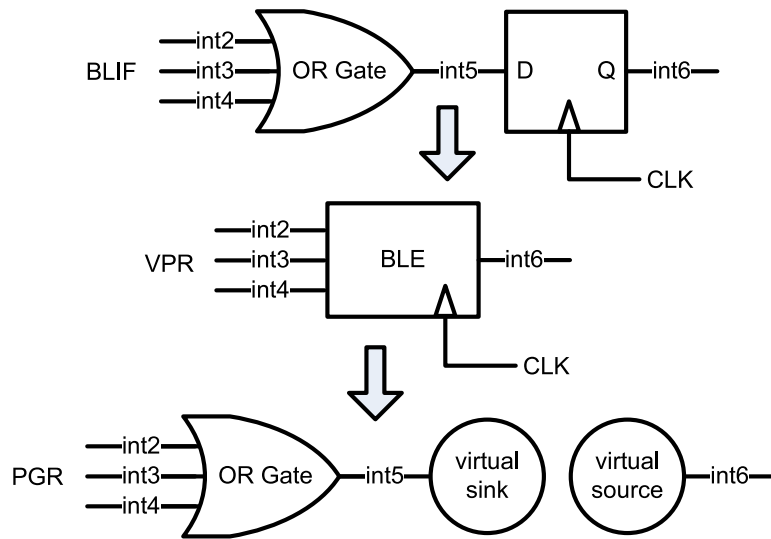 int2
BLIF int3 OR Gate int5 D Q int6
int4
CLK
int2
VPR int3 BLE int6
int4
CLK
int2
PGR int3 OR Gate int5 virtual sink virtual source int6
int4